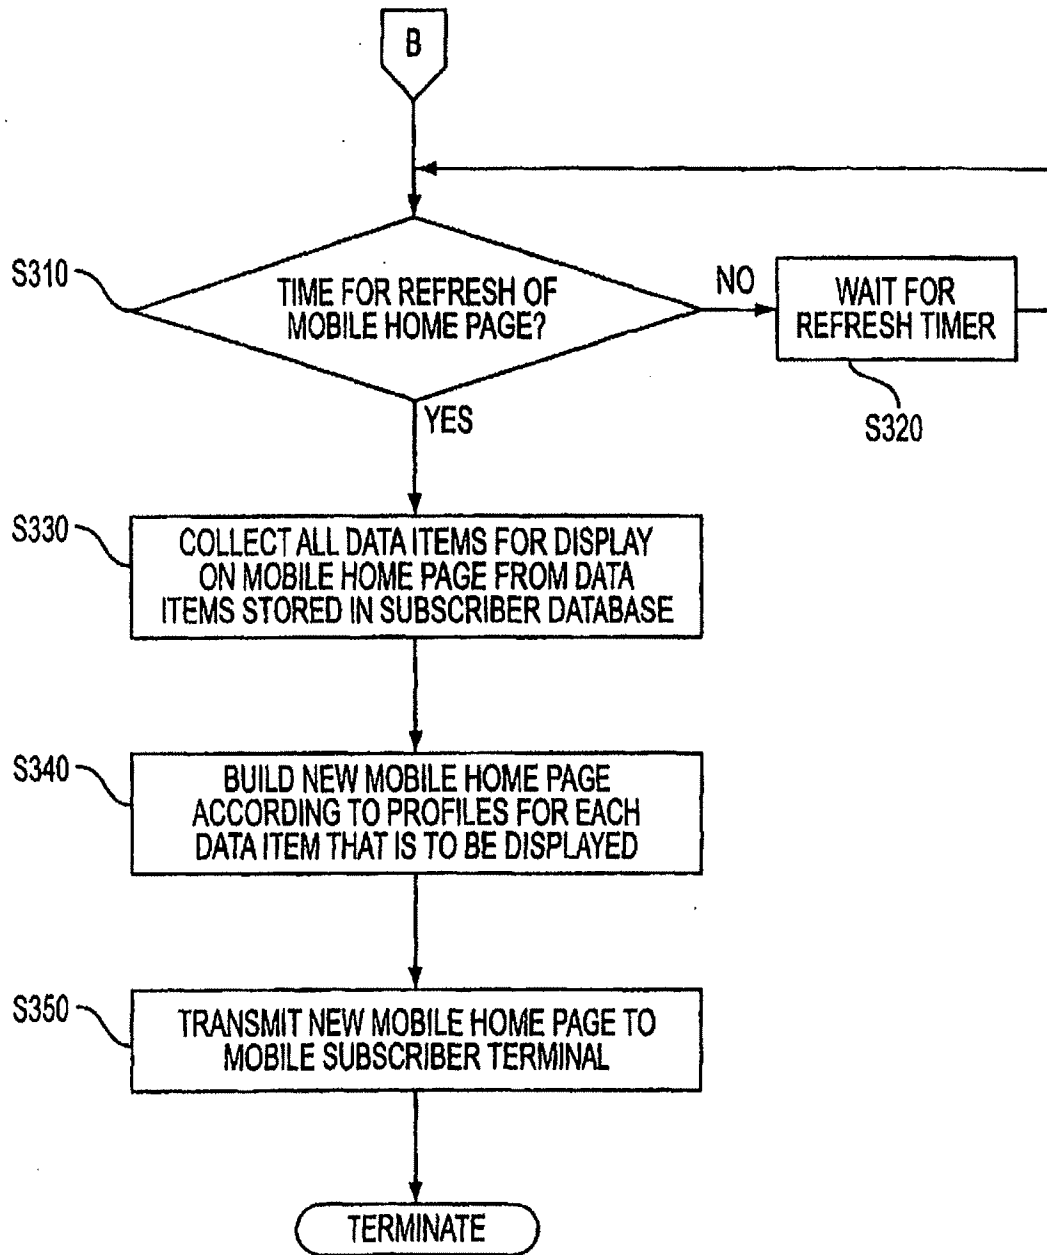 B
S310
TIME FOR REFRESH OF
MOBILE HOME PAGE?
NO
WAIT FOR
REFRESH TIMER
S320
YES
S330
COLLECT ALL DATA ITEMS FOR DISPLAY
ON MOBILE HOME PAGE FROM DATA
ITEMS STORED IN SUBSCRIBER DATABASE
S340
BUILD NEW MOBILE HOME PAGE
ACCORDING TO PROFILES FOR EACH
DATA ITEM THAT IS TO BE DISPLAYED
S350
TRANSMIT NEW MOBILE HOME PAGE TO
MOBILE SUBSCRIBER TERMINAL
TERMINATE